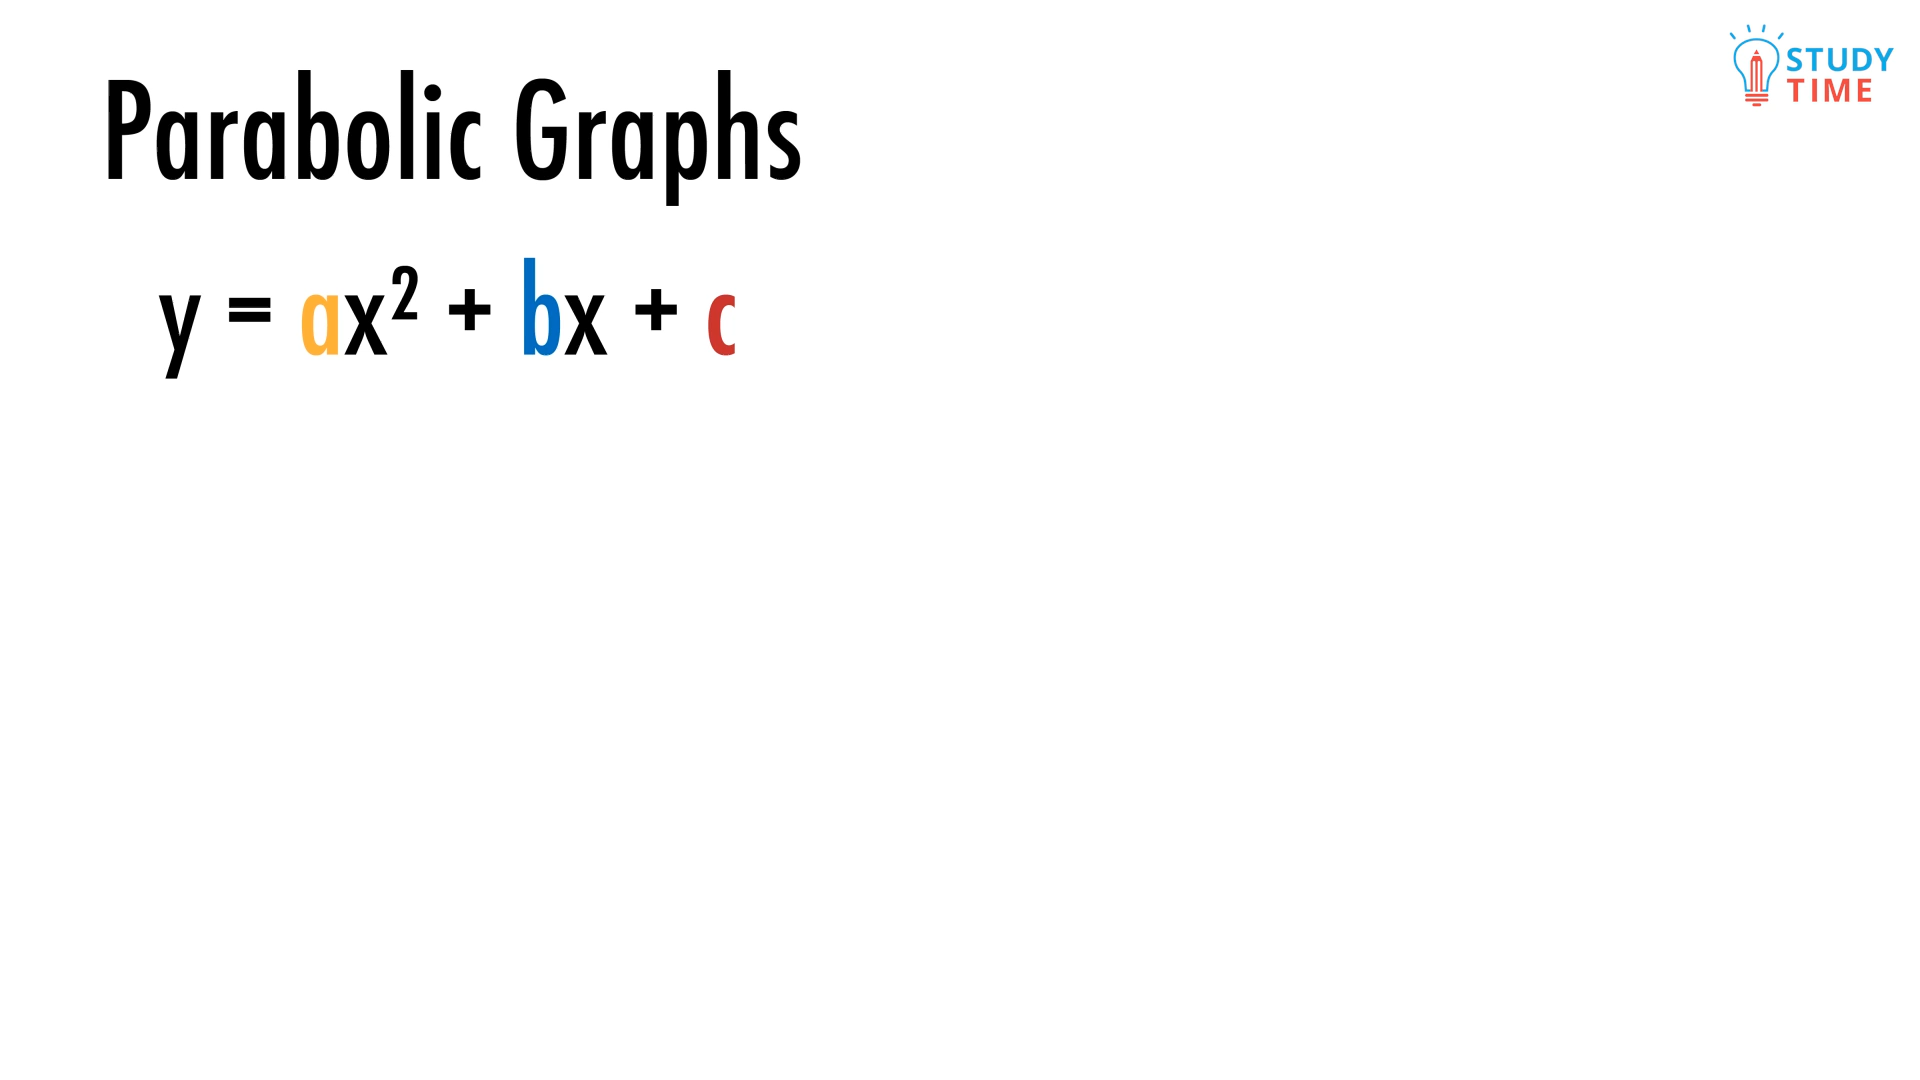 Parabolic Graphs
STUDY
TIME
y = ax² + bx + c